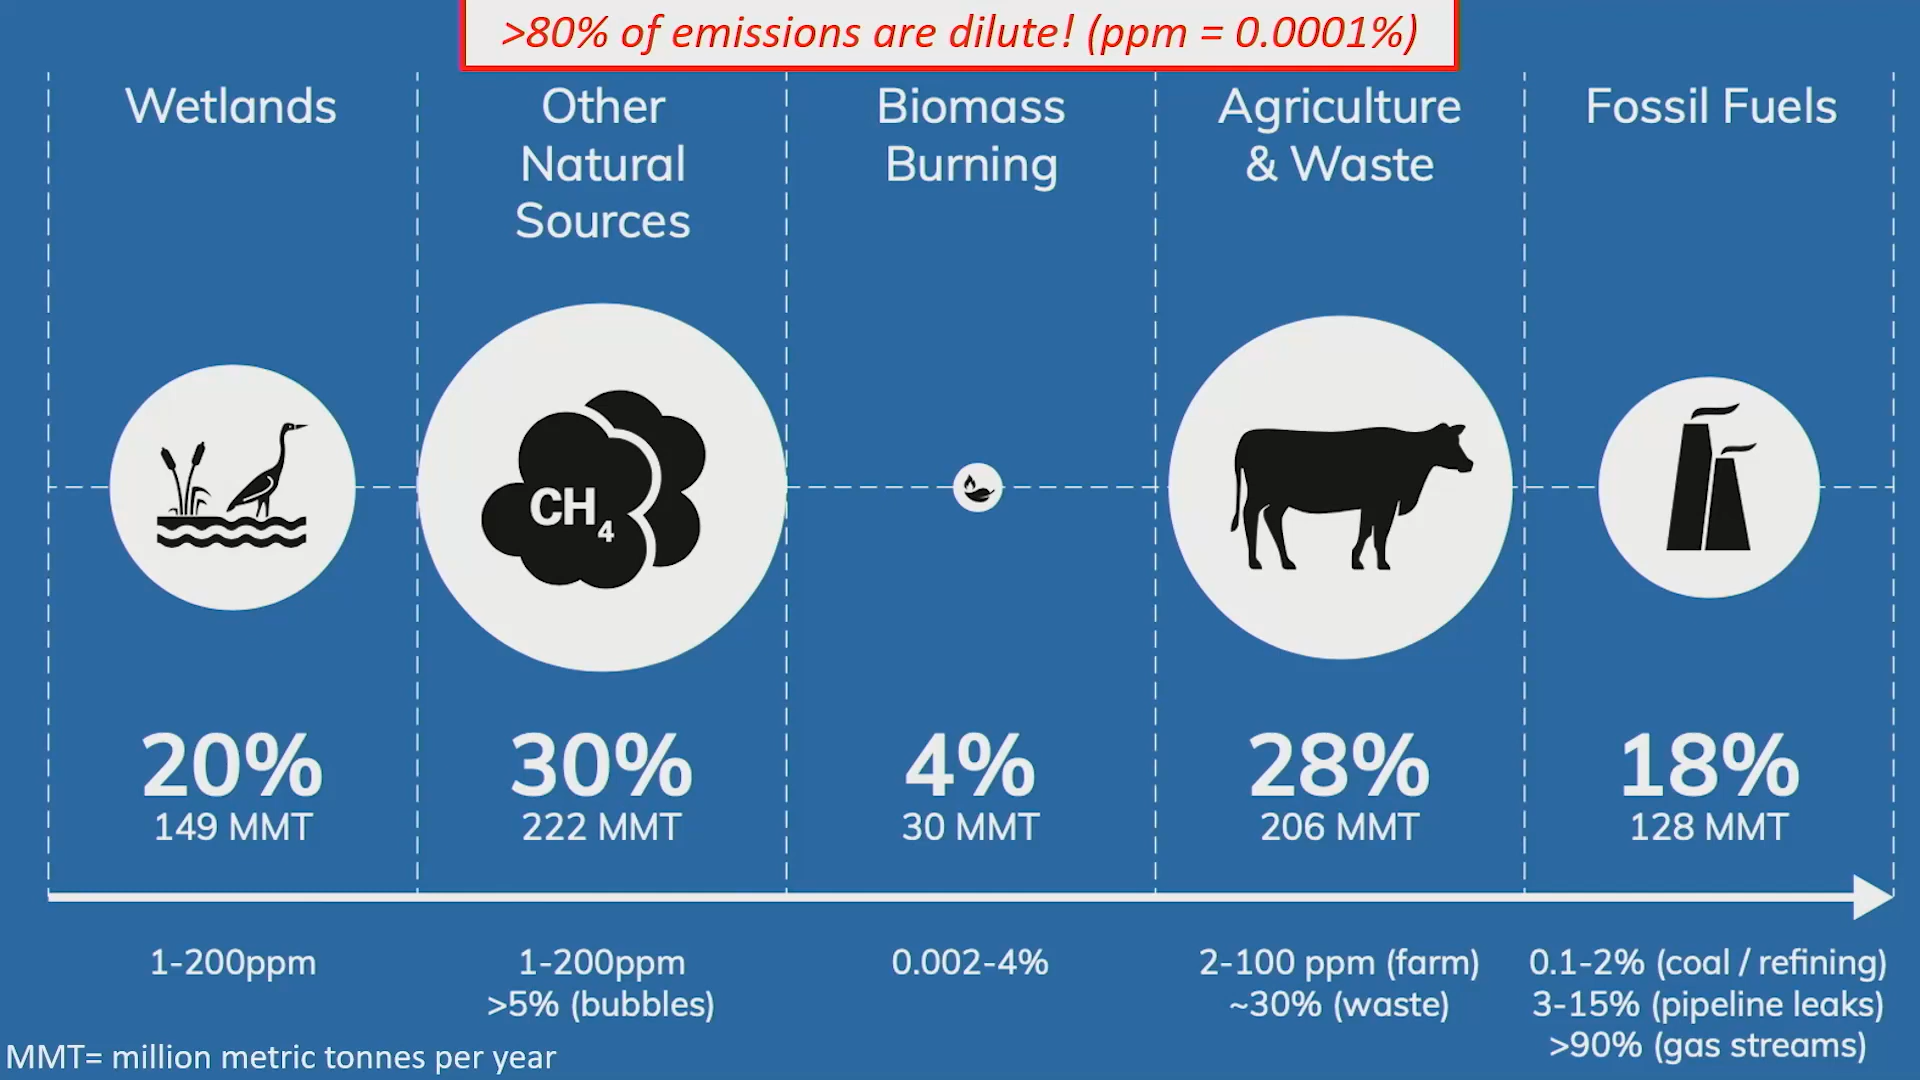 >80% of emissions are dilute! (ppm = 0.0001%)
Wetlands
Other
Natural
Sources
Biomass
Burning
Agriculture
& Waste
Fossil Fuels
CH4
20%
149 MMT
30%
222 MMT
4%
30 MMT
28%
206 MMT
18%
128 MMT
1-200ppm
1-200ppm
>5% (bubbles)
0.002-4%
2-100 ppm (farm)
~30% (waste)
0.1-2% (coal / refining)
3-15% (pipeline leaks)
>90% (gas streams)
MMT= million metric tonnes per year